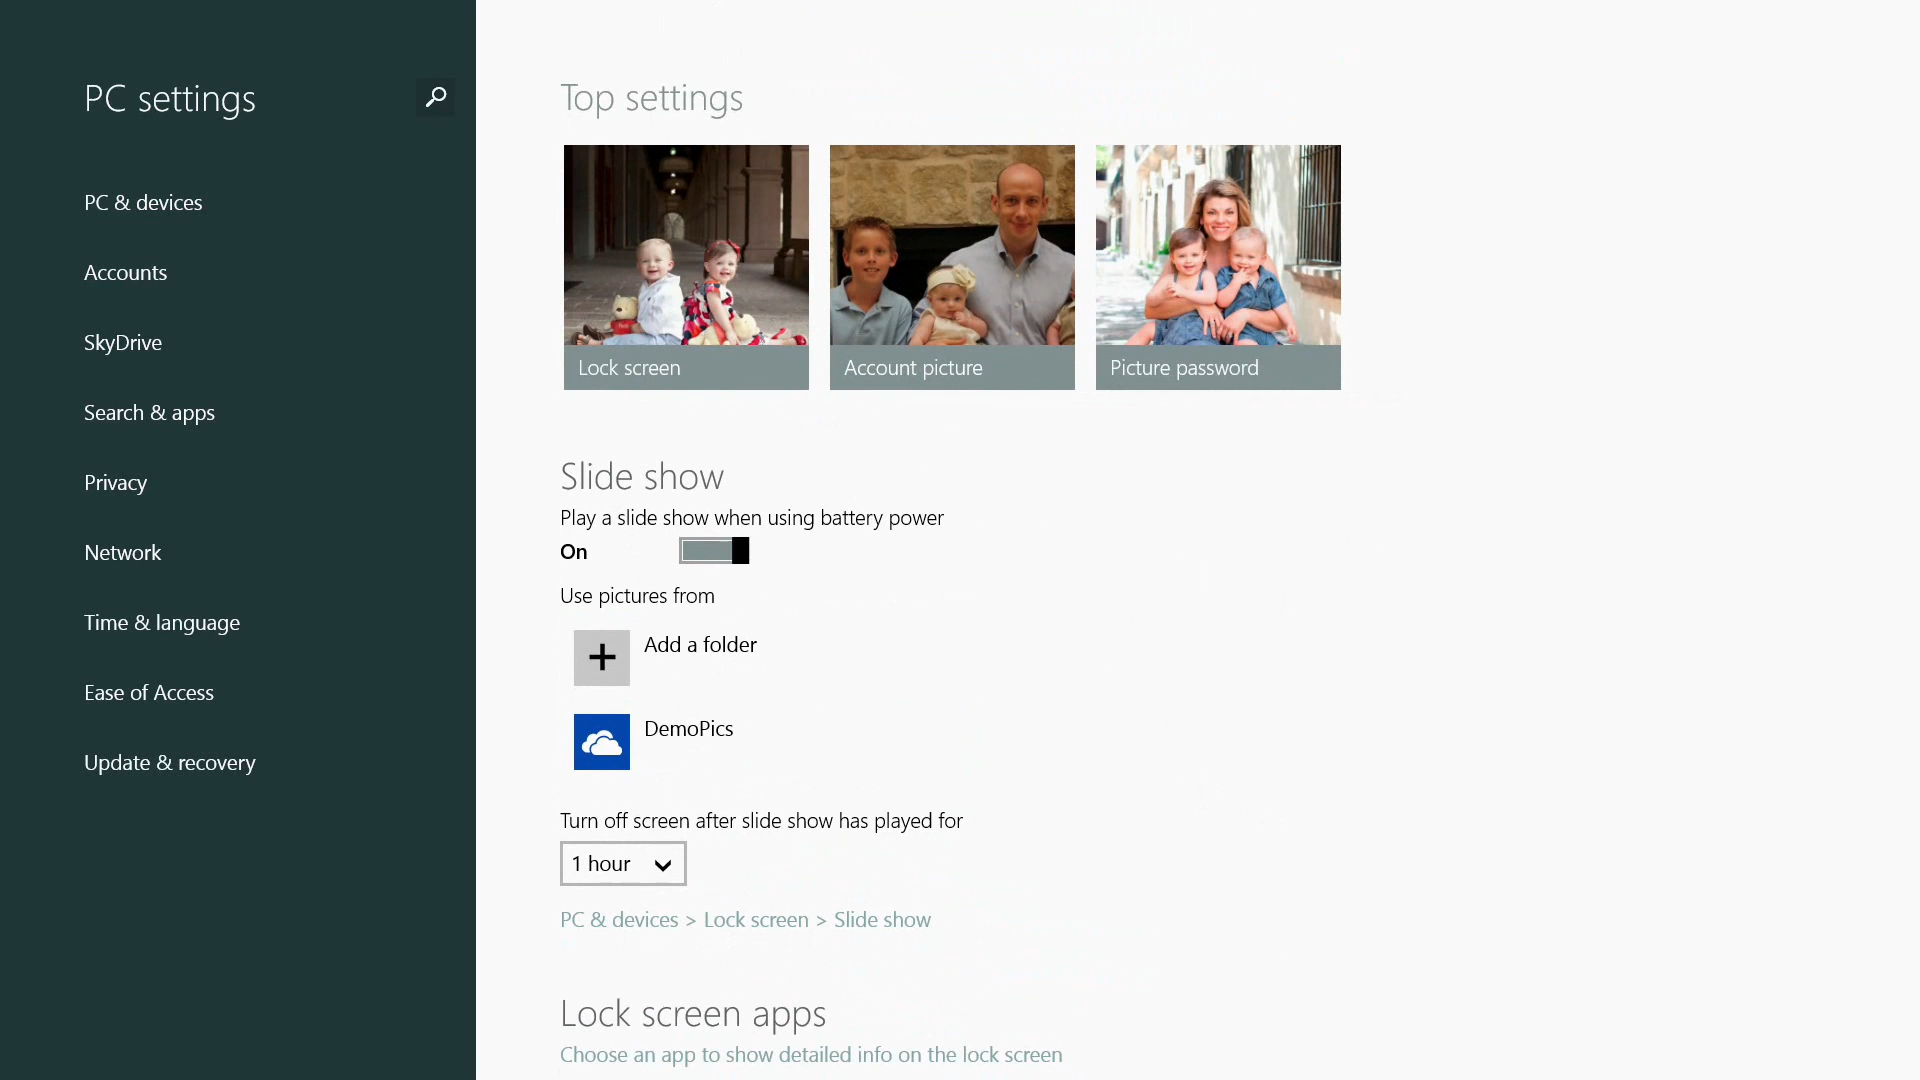 PC settings
PC & devices
Accounts
SkyDrive
Search & apps
Privacy
Network
Time & language
Ease of Access
Update & recovery
Top settings
Lock screen
Account picture
Picture password
Slide show
Play a slide show when using battery power
On
Use pictures from
Add a folder
DemoPics
Turn off screen after slide show has played for
1 hour
PC & devices > Lock screen > Slide show
Lock screen apps
Choose an app to show detailed info on the lock screen